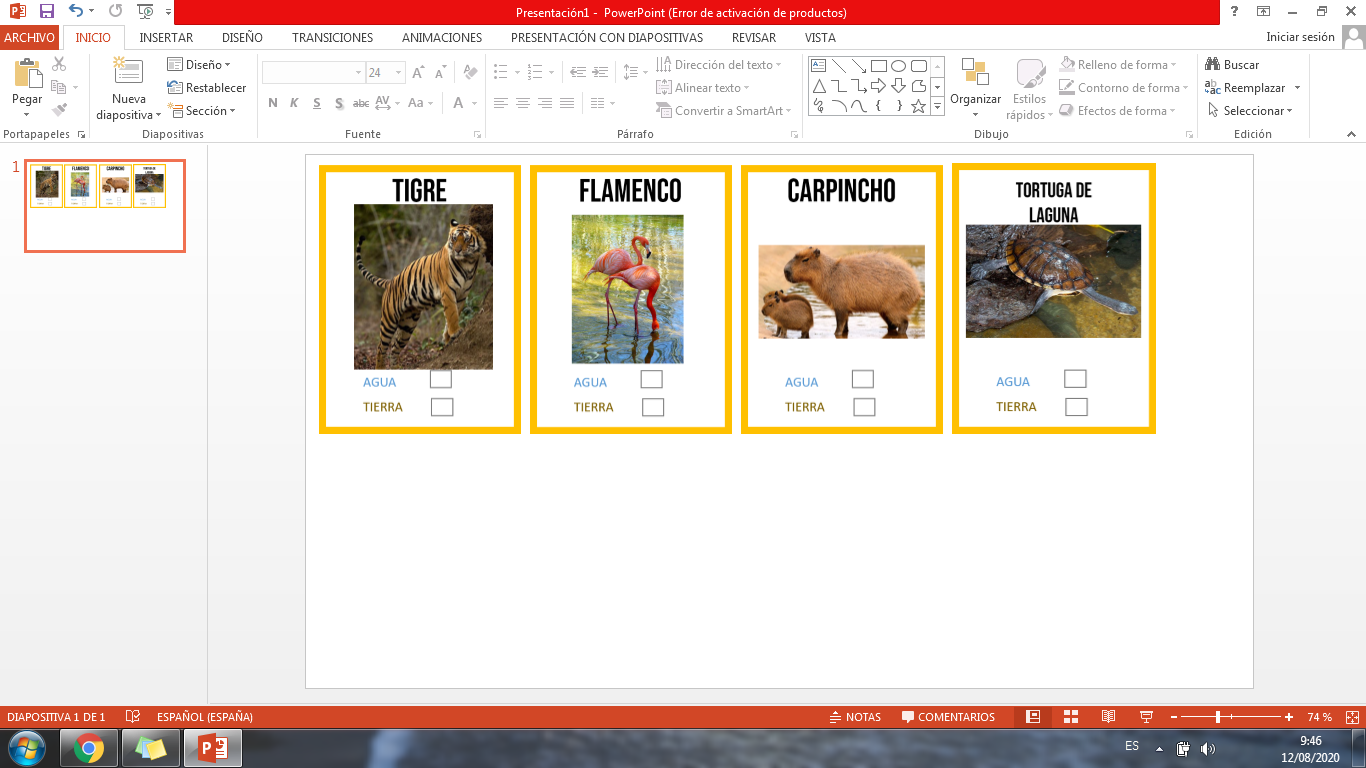 Presentación1 - PowerPoint (Error de activación de productos)
?
ARCHIVO INICIO INSERTAR DISEÑO TRANSICIONES ANIMACIONES PRESENTACIÓN CON DIAPOSITIVAS REVISAR VISTA Iniciar sesión
Pegar
Portapapeles
Nueva diapositiva
Diseño
Restablecer
Sección
Diapositivas
24
N K S S abc AV Aa A
Fuente
Dirección del texto
Alinear texto
Convertir a SmartArt
Párrafo
Organizar
Estilos rápidos
Relleno de forma
Contorno de forma
Efectos de forma
Dibujo
Buscar
Reemplazar
Seleccionar
Edición
1
TIGRE
AGUA
TIERRA
FLAMENCO
AGUA
TIERRA
CARPINCHO
AGUA
TIERRA
TORTUGA DE
LAGUNA
AGUA
TIERRA
DIAPOSITIVA 1 DE 1 ESPAÑOL (ESPAÑA) NOTAS COMENTARIOS 74 %
ES
9:46
12/08/2020